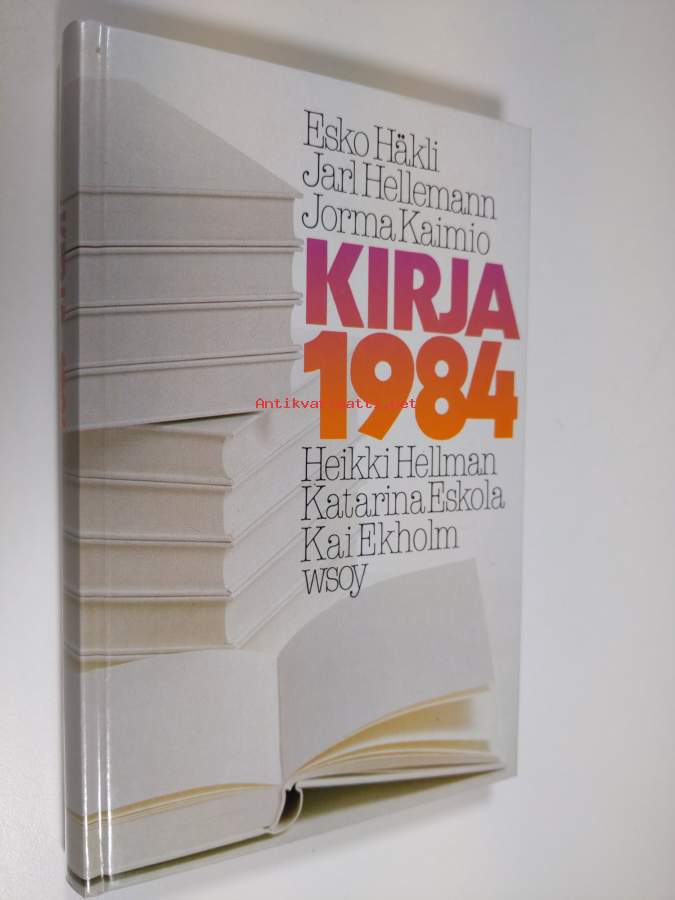 Esko Häkli
Jarl Hellemann
Jorma Kaimio
KIRJA
1984
Antikvariaatti.net
Heikki Hellman
Katarina Eskola
Kai Ekholm
wsoy